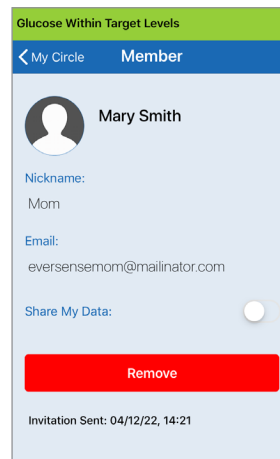 Glucose Within Target Levels
My Circle Member
Mary Smith
Nickname:
Mom
Email:
eversensemom@mailinator.com
Share My Data:
Remove
Invitation Sent: 04/12/22, 14:21